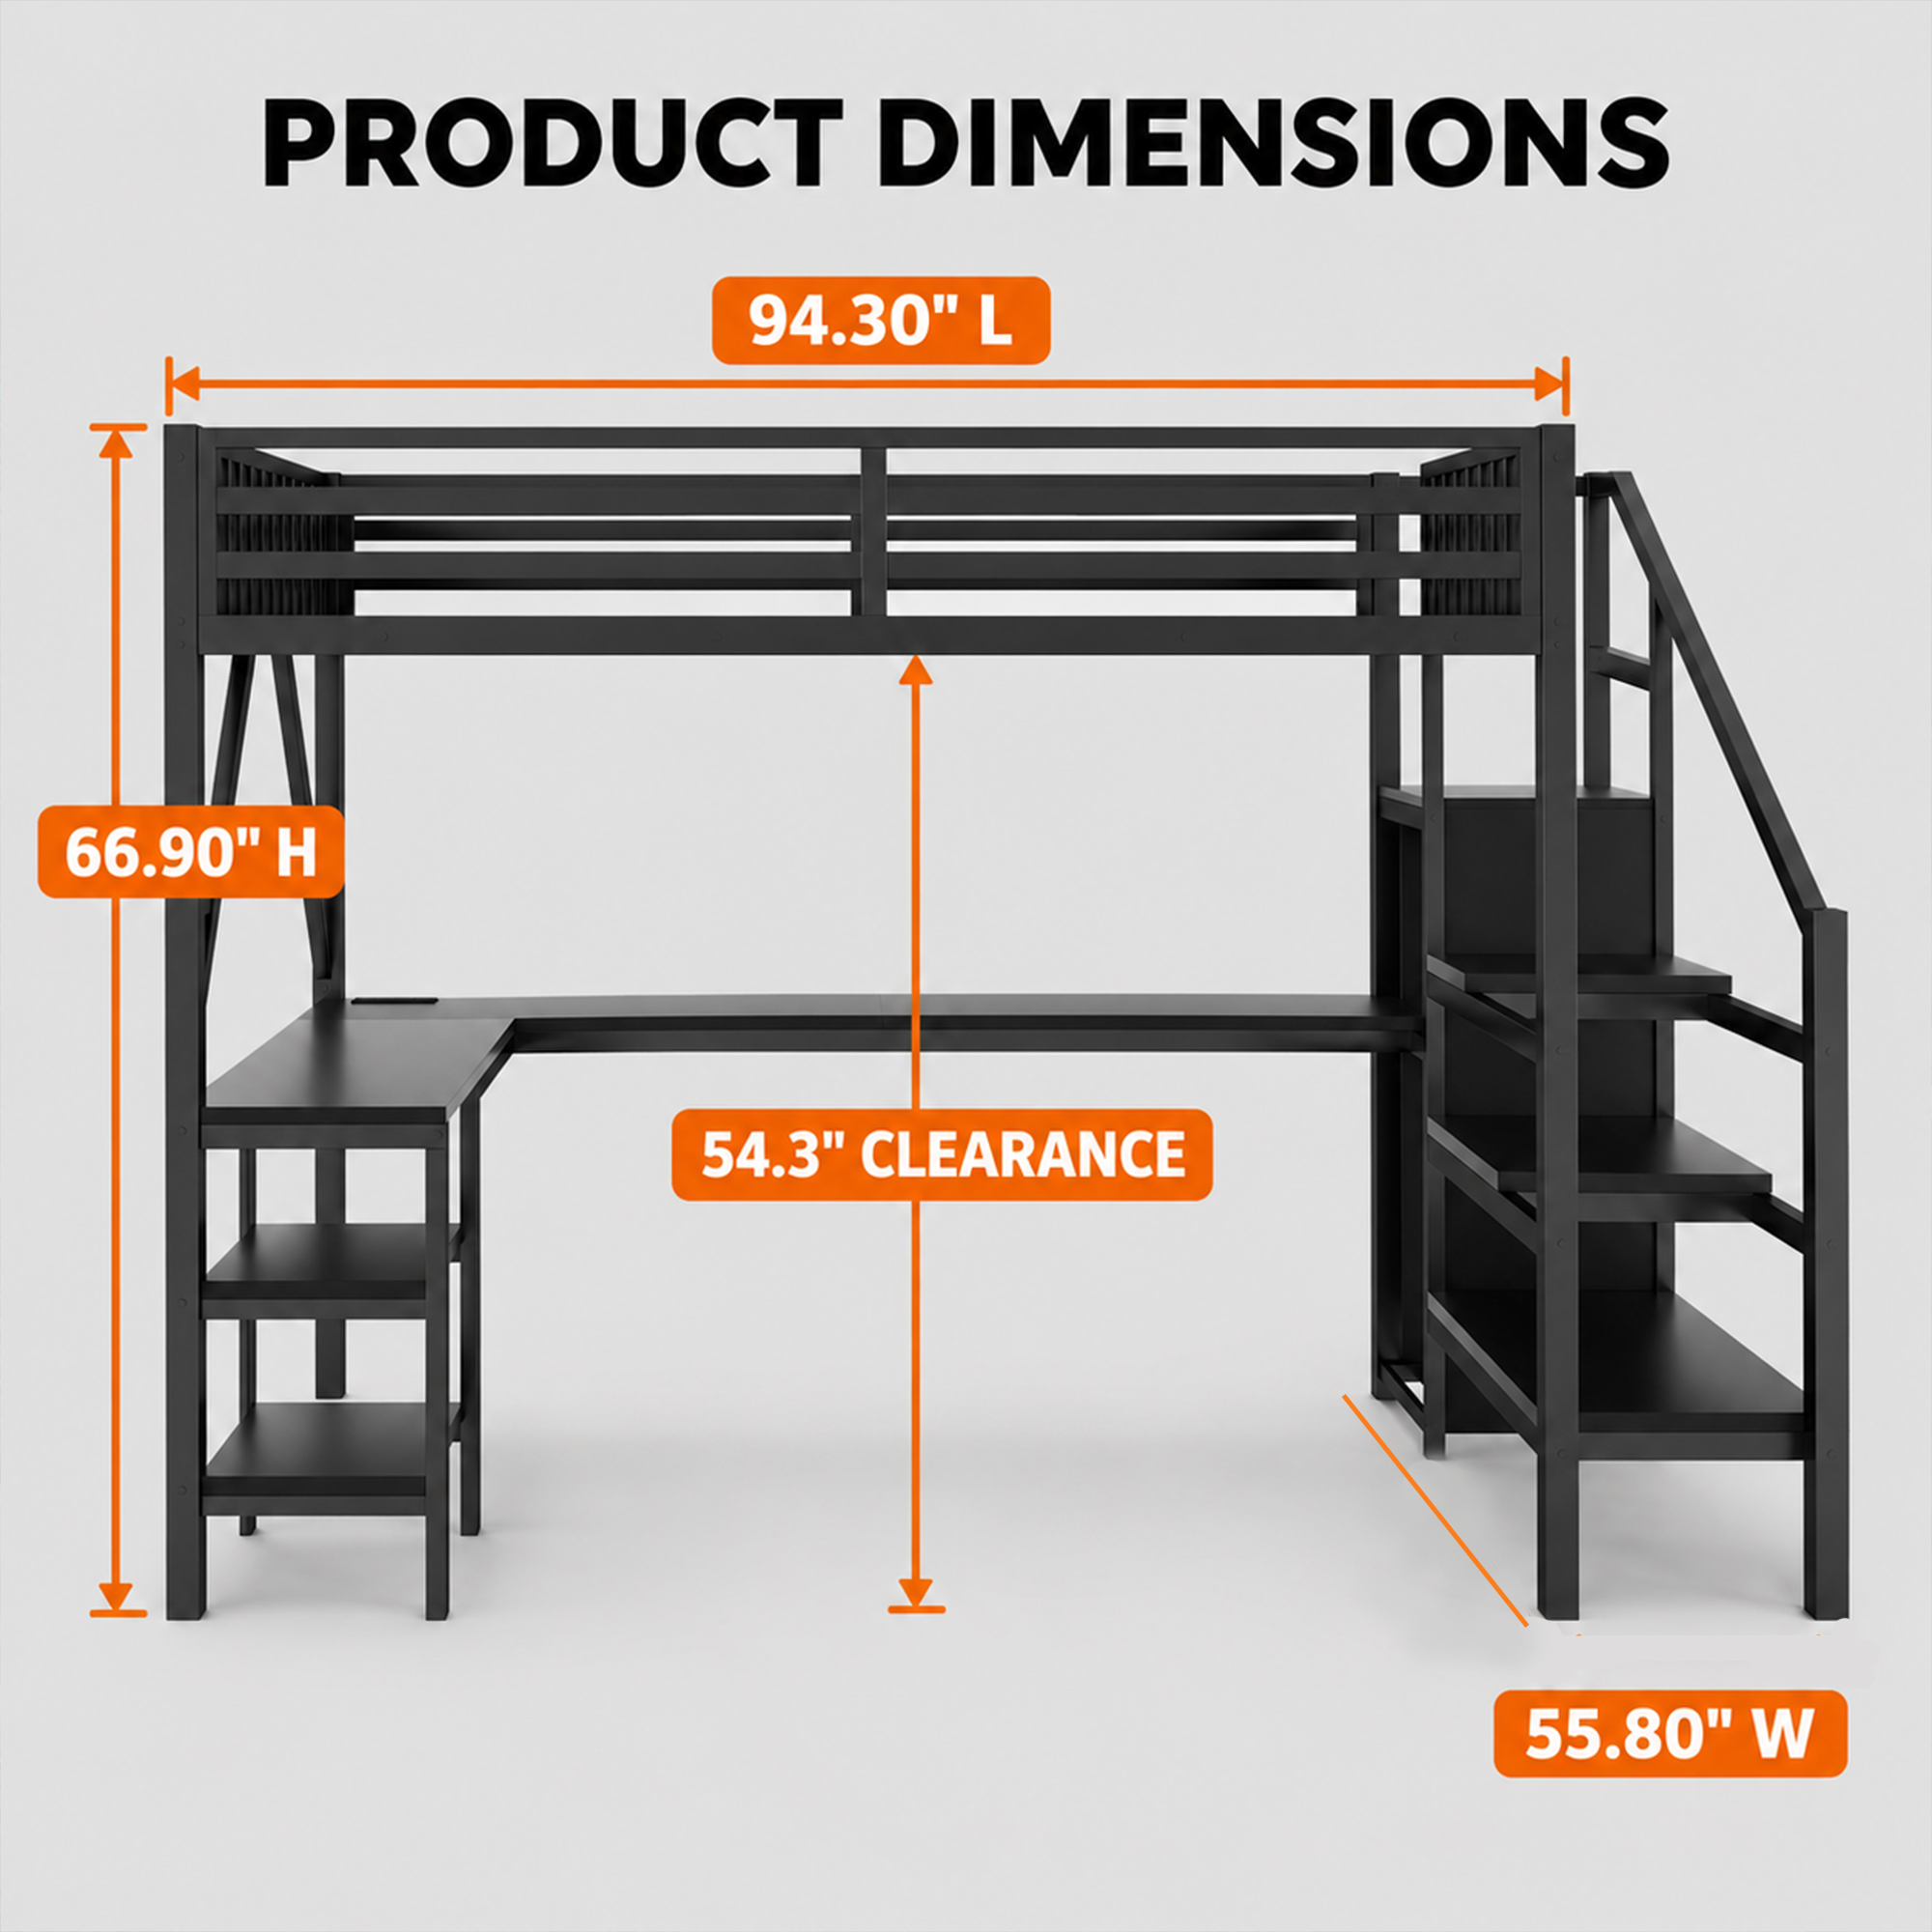 PRODUCT DIMENSIONS
94.30" L
66.90" H
54.3" CLEARANCE
55.80" W